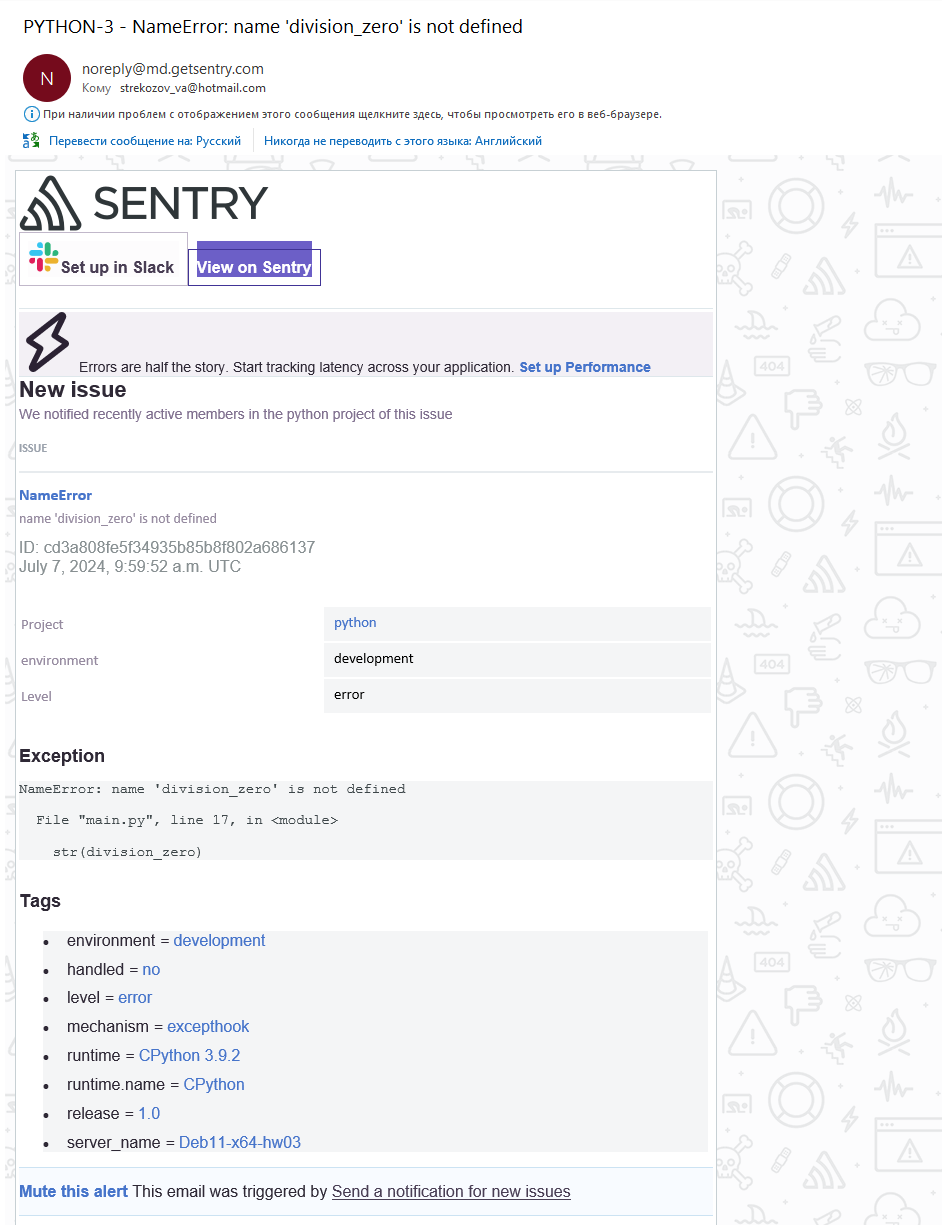 PYTHON-3 - NameError: name 'division_zero' is not defined
N
noreply@md.getsentry.com
Кому strekozov_va@hotmail.com
При наличии проблем с отображением этого сообщения щелкните здесь, чтобы просмотреть его в веб-браузере.
Перевести сообщение на: Русский Никогда не переводить с этого языка: Английский
SENTRY
Set up in Slack View on Sentry
Errors are half the story. Start tracking latency across your application. Set up Performance
New issue
We notified recently active members in the python project of this issue
ISSUE
NameError
name 'division_zero' is not defined
ID: cd3a808fe5f34935b85b8f802a686137
July 7, 2024, 9:59:52 a.m. UTC
Project python
environment development
Level error
Exception
NameError: name 'division_zero' is not defined
File "main.py", line 17, in <module>
str(division_zero)
Tags
environment = development
handled = no
level = error
mechanism = excepthook
runtime = CPython 3.9.2
runtime.name = CPython
release = 1.0
server_name = Deb11-x64-hw03
Mute this alert This email was triggered by Send a notification for new issues
404
404
404